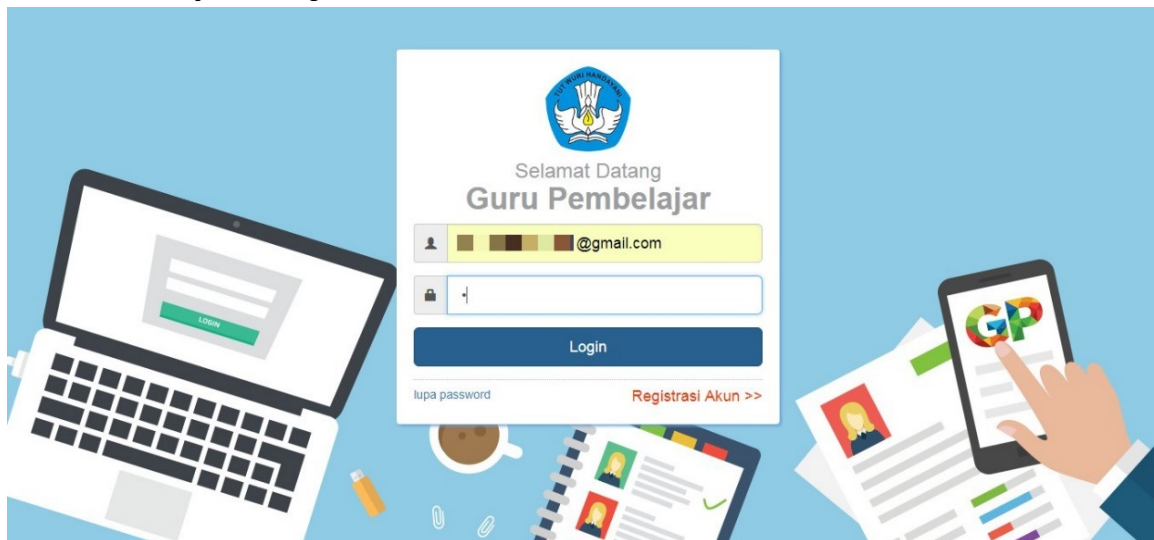 TUT WURI HANDAYANI
Selamat Datang
Guru Pembelajar
@gmail.com
Login
lupa password
Registrasi Akun >>
LOGIN
GP